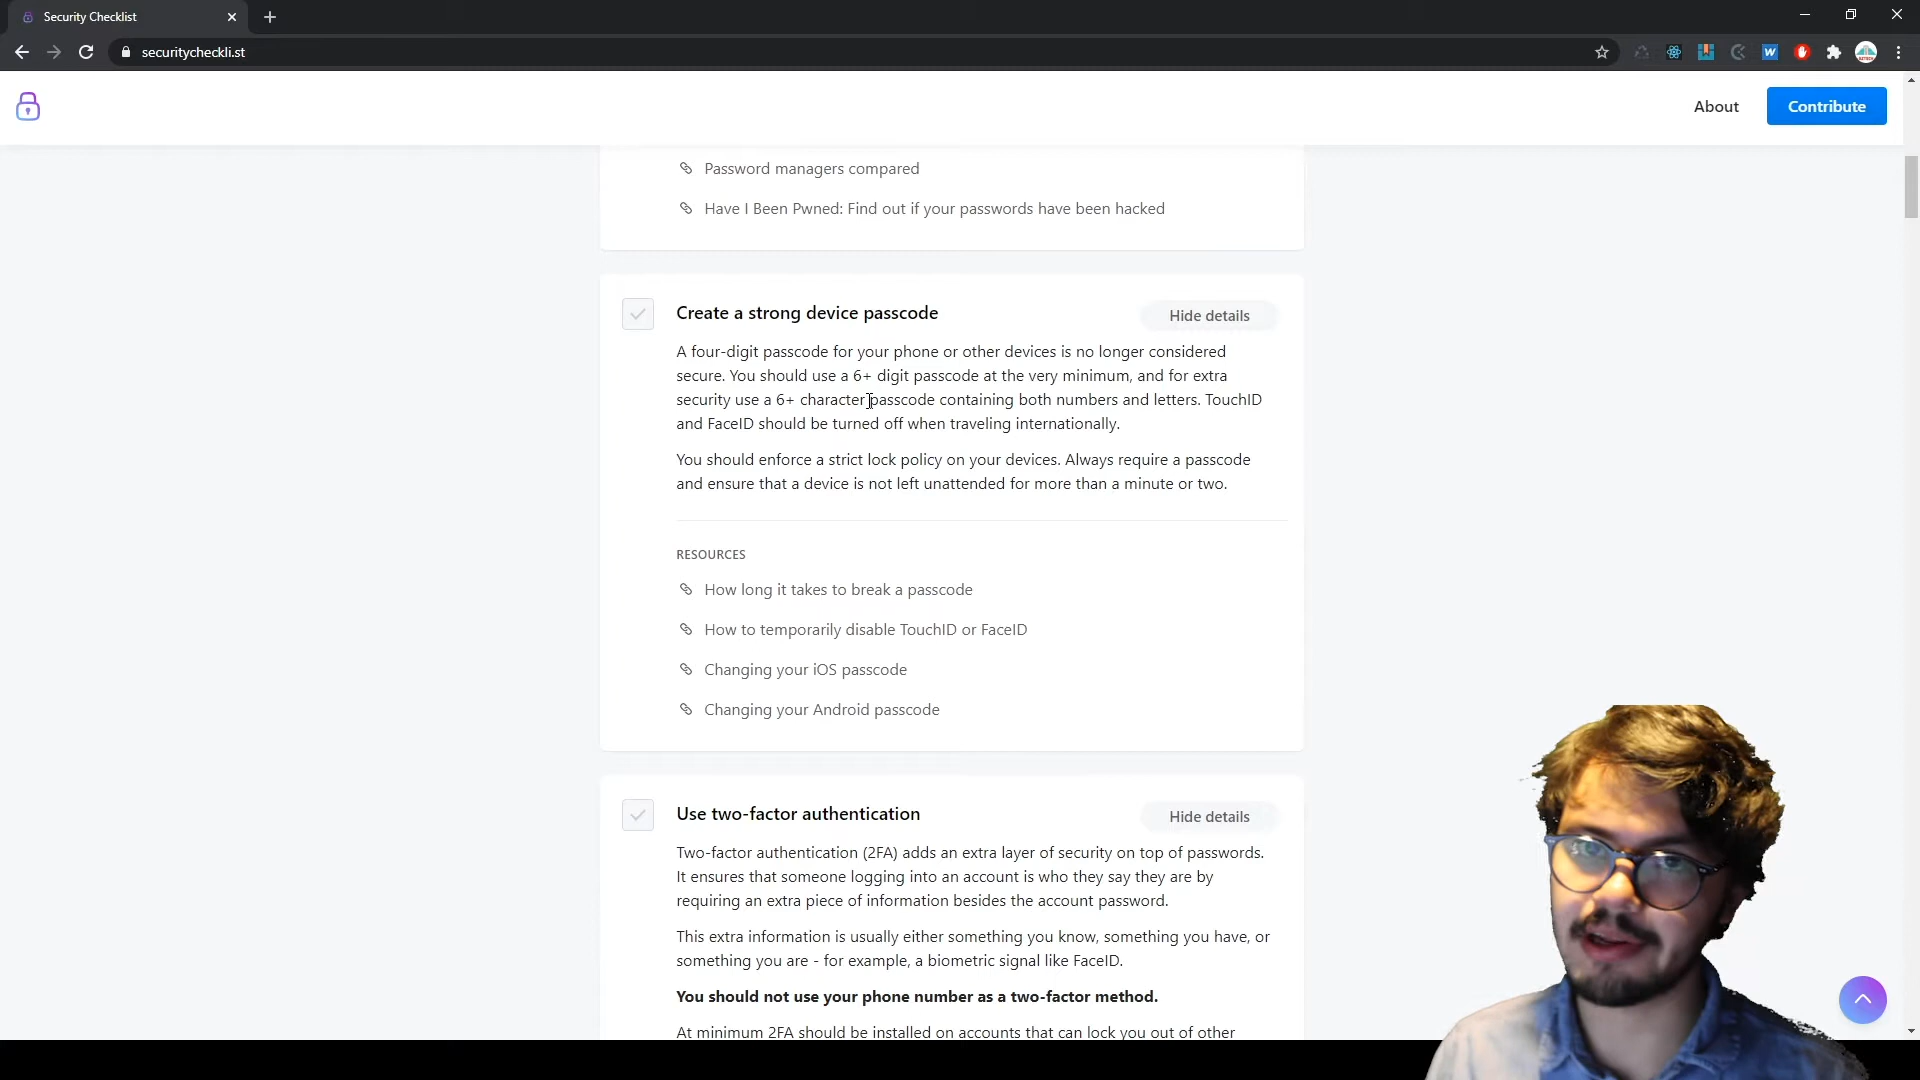 Security Checklist
securitycheckli.st
W
About
Contribute
Password managers compared
Have I Been Pwned: Find out if your passwords have been hacked
Create a strong device passcode
Hide details
A four-digit passcode for your phone or other devices is no longer considered
secure. You should use a 6+ digit passcode at the very minimum, and for extra
security use a 6+ character passcode containing both numbers and letters. TouchID
and FaceID should be turned off when traveling internationally.
You should enforce a strict lock policy on your devices. Always require a passcode
and ensure that a device is not left unattended for more than a minute or two.
RESOURCES
How long it takes to break a passcode
How to temporarily disable TouchID or FaceID
Changing your iOS passcode
Changing your Android passcode
Use two-factor authentication
Hide details
Two-factor authentication (2FA) adds an extra layer of security on top of passwords.
It ensures that someone logging into an account is who they say they are by
requiring an extra piece of information besides the account password.
This extra information is usually either something you know, something you have, or
something you are - for example, a biometric signal like FaceID.
You should not use your phone number as a two-factor method.
At minimum 2FA should be installed on accounts that can lock you out of other